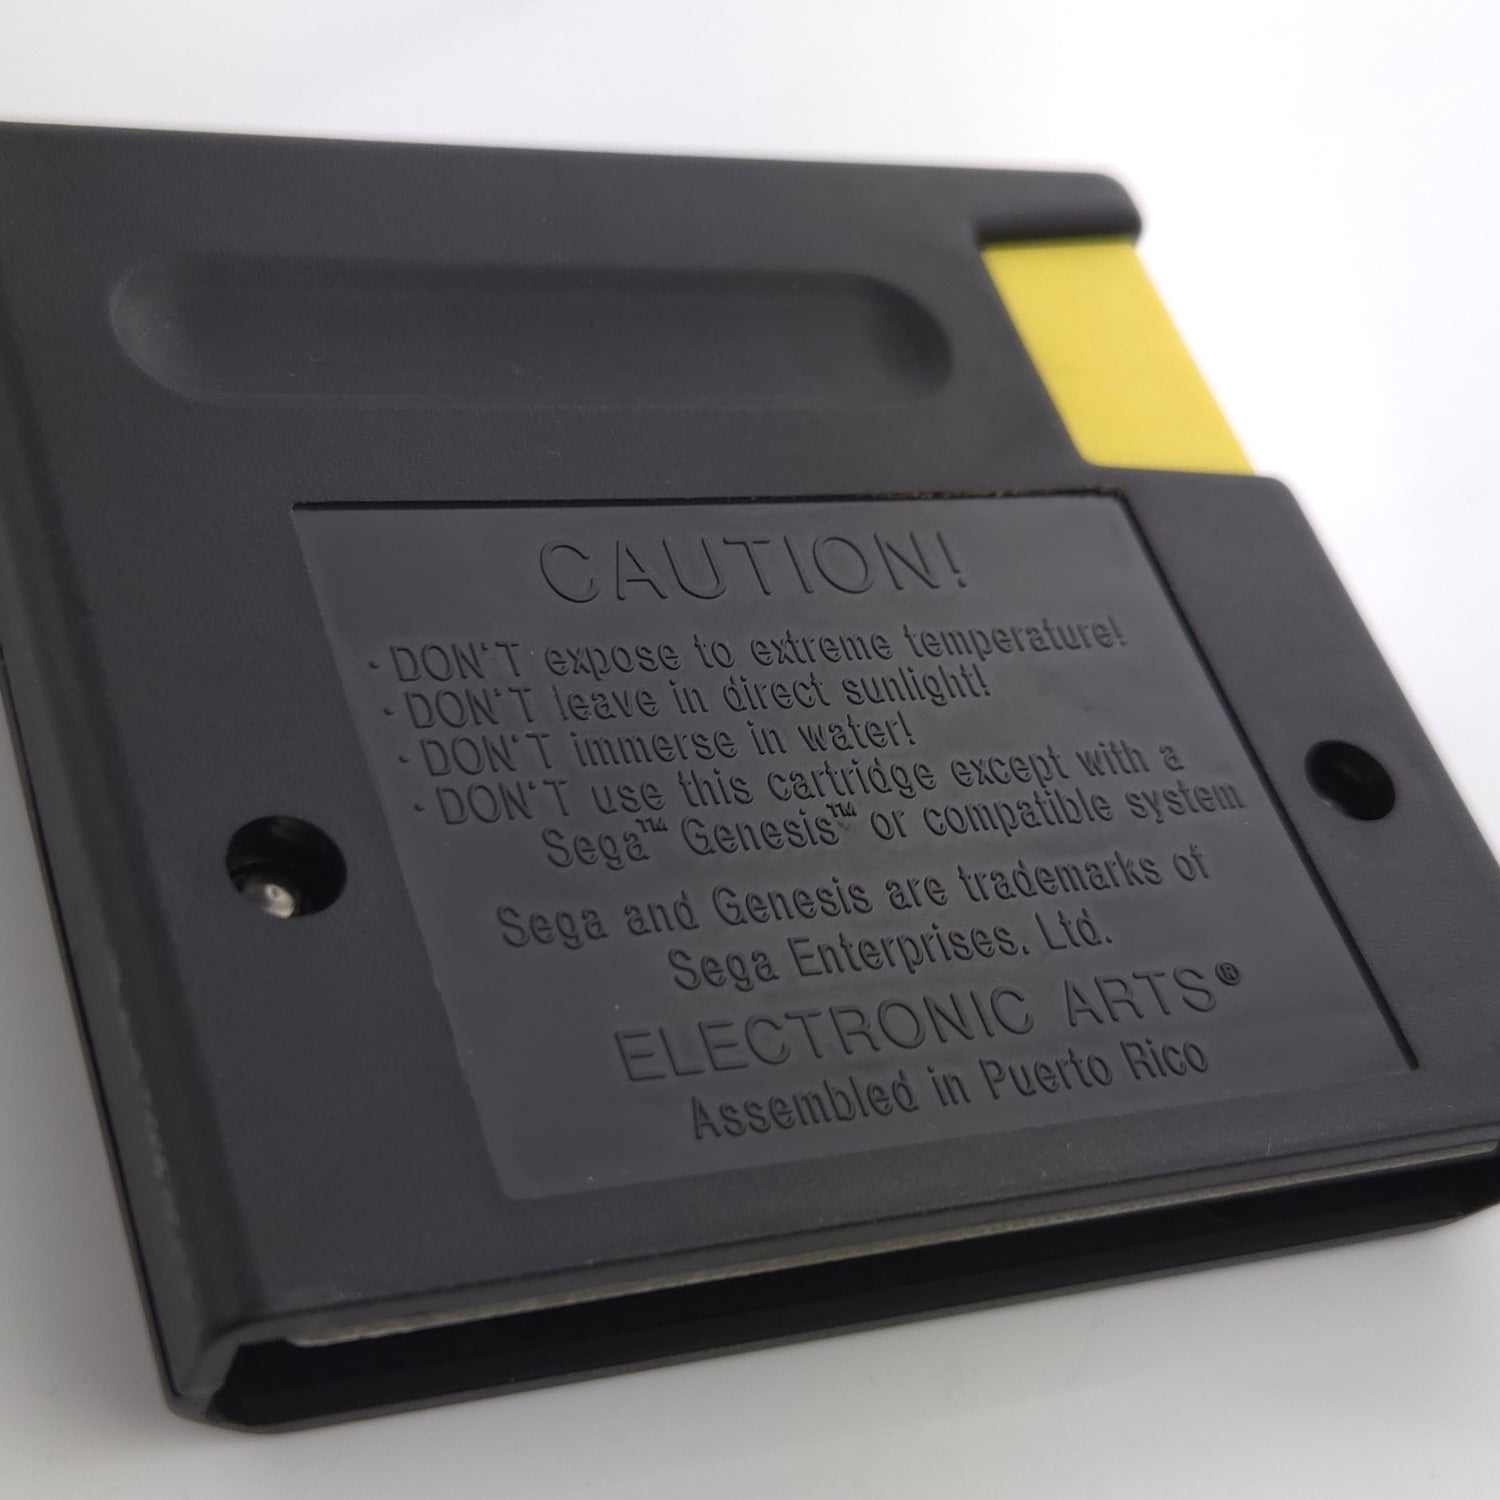 CAUTION!
· DON'T expose to extreme temperature!
· DON'T leave in direct sunlight!
· DON'T immerse in water!
· DON'T use this cartridge except with a
Sega™ Genesis™ or compatible system
Sega and Genesis are trademarks of
Sega Enterprises, Ltd.
ELECTRONIC ARTS®
Assembled in Puerto Rico